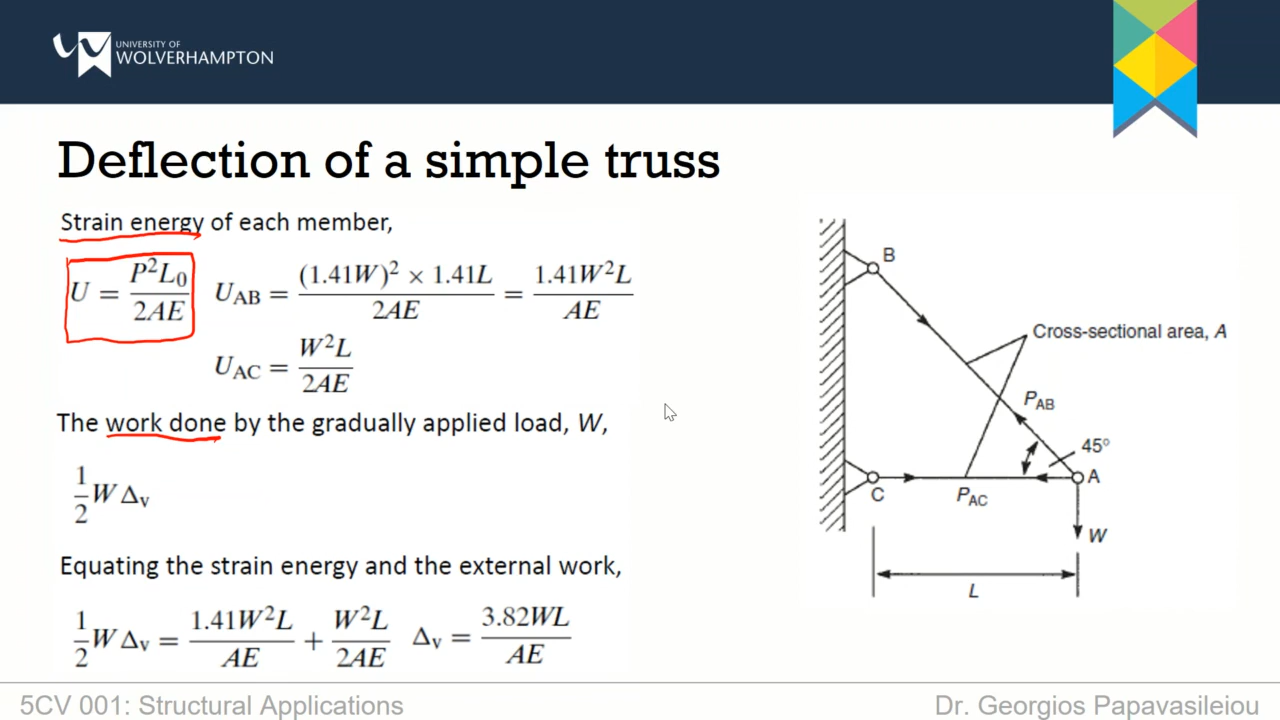 UNIVERSITY OF
WOLVERHAMPTON
Deflection of a simple truss
Strain energy of each member,
U = P²L₀ / 2AE
U_AB = (1.41W)² × 1.41L / 2AE = 1.41W²L / AE
U_AC = W²L / 2AE
The work done by the gradually applied load, W,
1/2 W Δ_v
Equating the strain energy and the external work,
1/2 W Δ_v = 1.41W²L / AE + W²L / 2AE Δ_v = 3.82WL / AE
B
Cross-sectional area, A
P_AB
45°
A
C
P_AC
W
L
5CV 001: Structural Applications
Dr. Georgios Papavasileiou